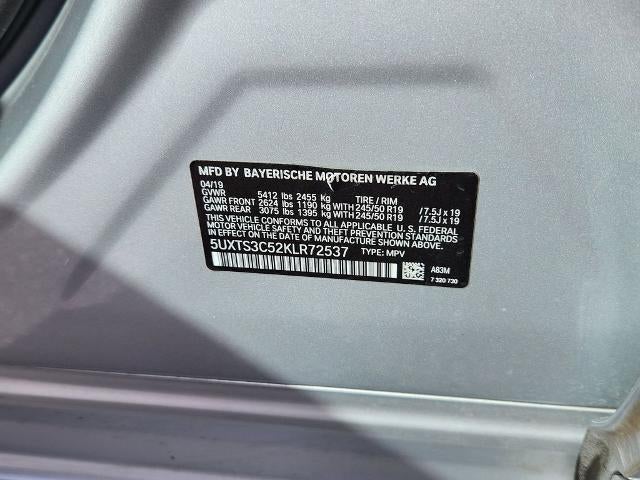 MFD BY BAYERISCHE MOTOREN WERKE AG
04/19
GVWR 5412 lbs 2455 kg TIRE / RIM
GAWR FRONT 2624 lbs 1190 kg WITH 245/50 R19 /7.5J x 19
GAWR REAR 3075 lbs 1395 kg WITH 245/50 R19 /7.5J x 19
THIS VEHICLE CONFORMS TO ALL APPLICABLE U.S. FEDERAL
MOTOR VEHICLE SAFETY STANDARDS IN EFFECT ON THE
DATE OF MANUFACTURE SHOWN ABOVE.
5UXTS3C52KLR72537 TYPE: MPV
A83M
7 320 730